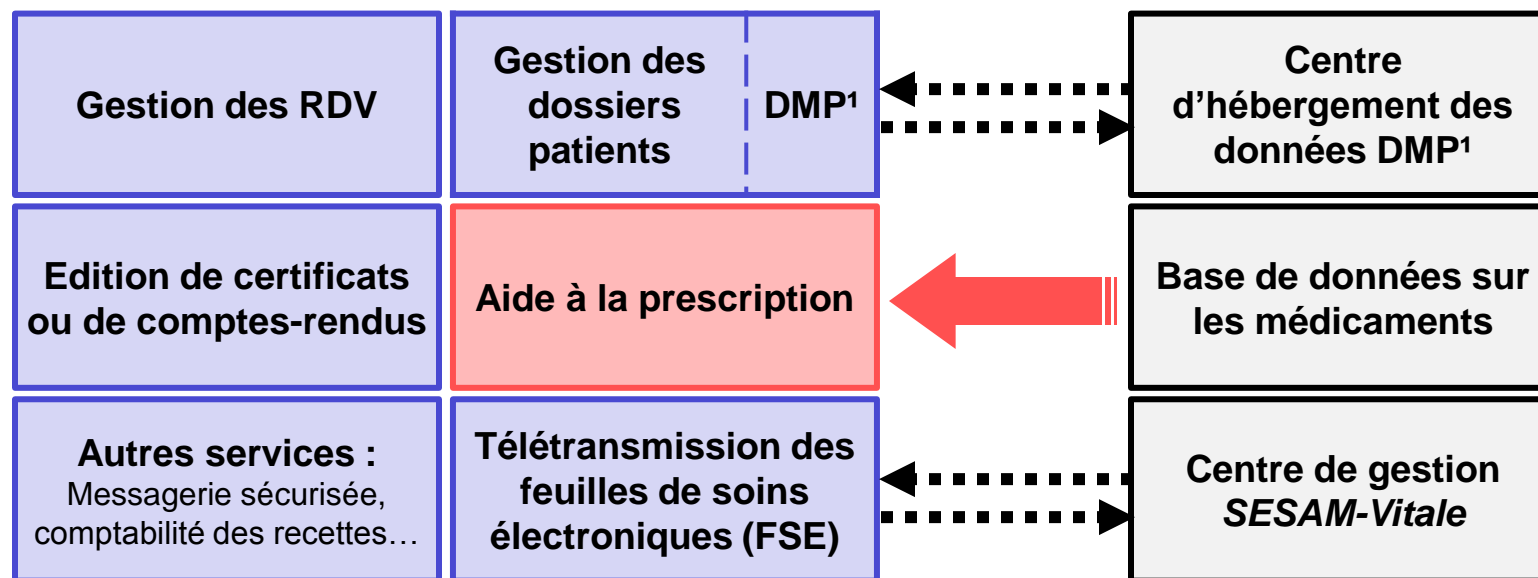 Gestion des RDV
Gestion des
dossiers
patients
DMP¹
Centre
d’hébergement des
données DMP¹
Edition de certificats
ou de comptes-rendus
Aide à la prescription
Base de données sur
les médicaments
Autres services :
Messagerie sécurisée,
comptabilité des recettes…
Télétransmission des
feuilles de soins
électroniques (FSE)
Centre de gestion
SESAM-Vitale